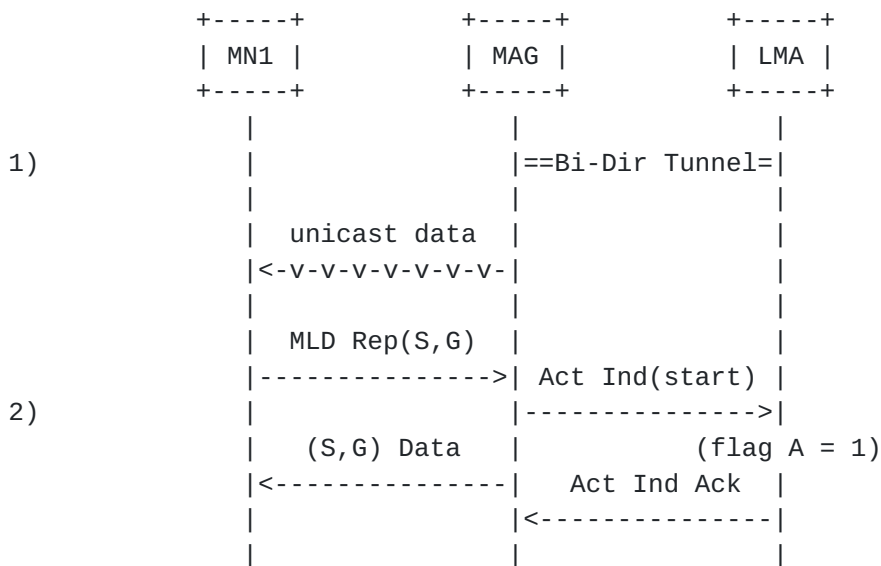 +-----+          +-----+          +-----+
| MN1 |          | MAG |          | LMA |
+-----+          +-----+          +-----+
|                |                |
1)             |                |==Bi-Dir Tunnel=|
|                |                |
|  unicast data  |                |
|<-v-v-v-v-v-v-v-|                |
|                |                |
|  MLD Rep(S,G)  |                |
|--------------->| Act Ind(start) |
2)             |                |--------------->|
|   (S,G) Data   |           (flag A = 1)
|<---------------|   Act Ind Ack  |
|                |<---------------|
|                |                |